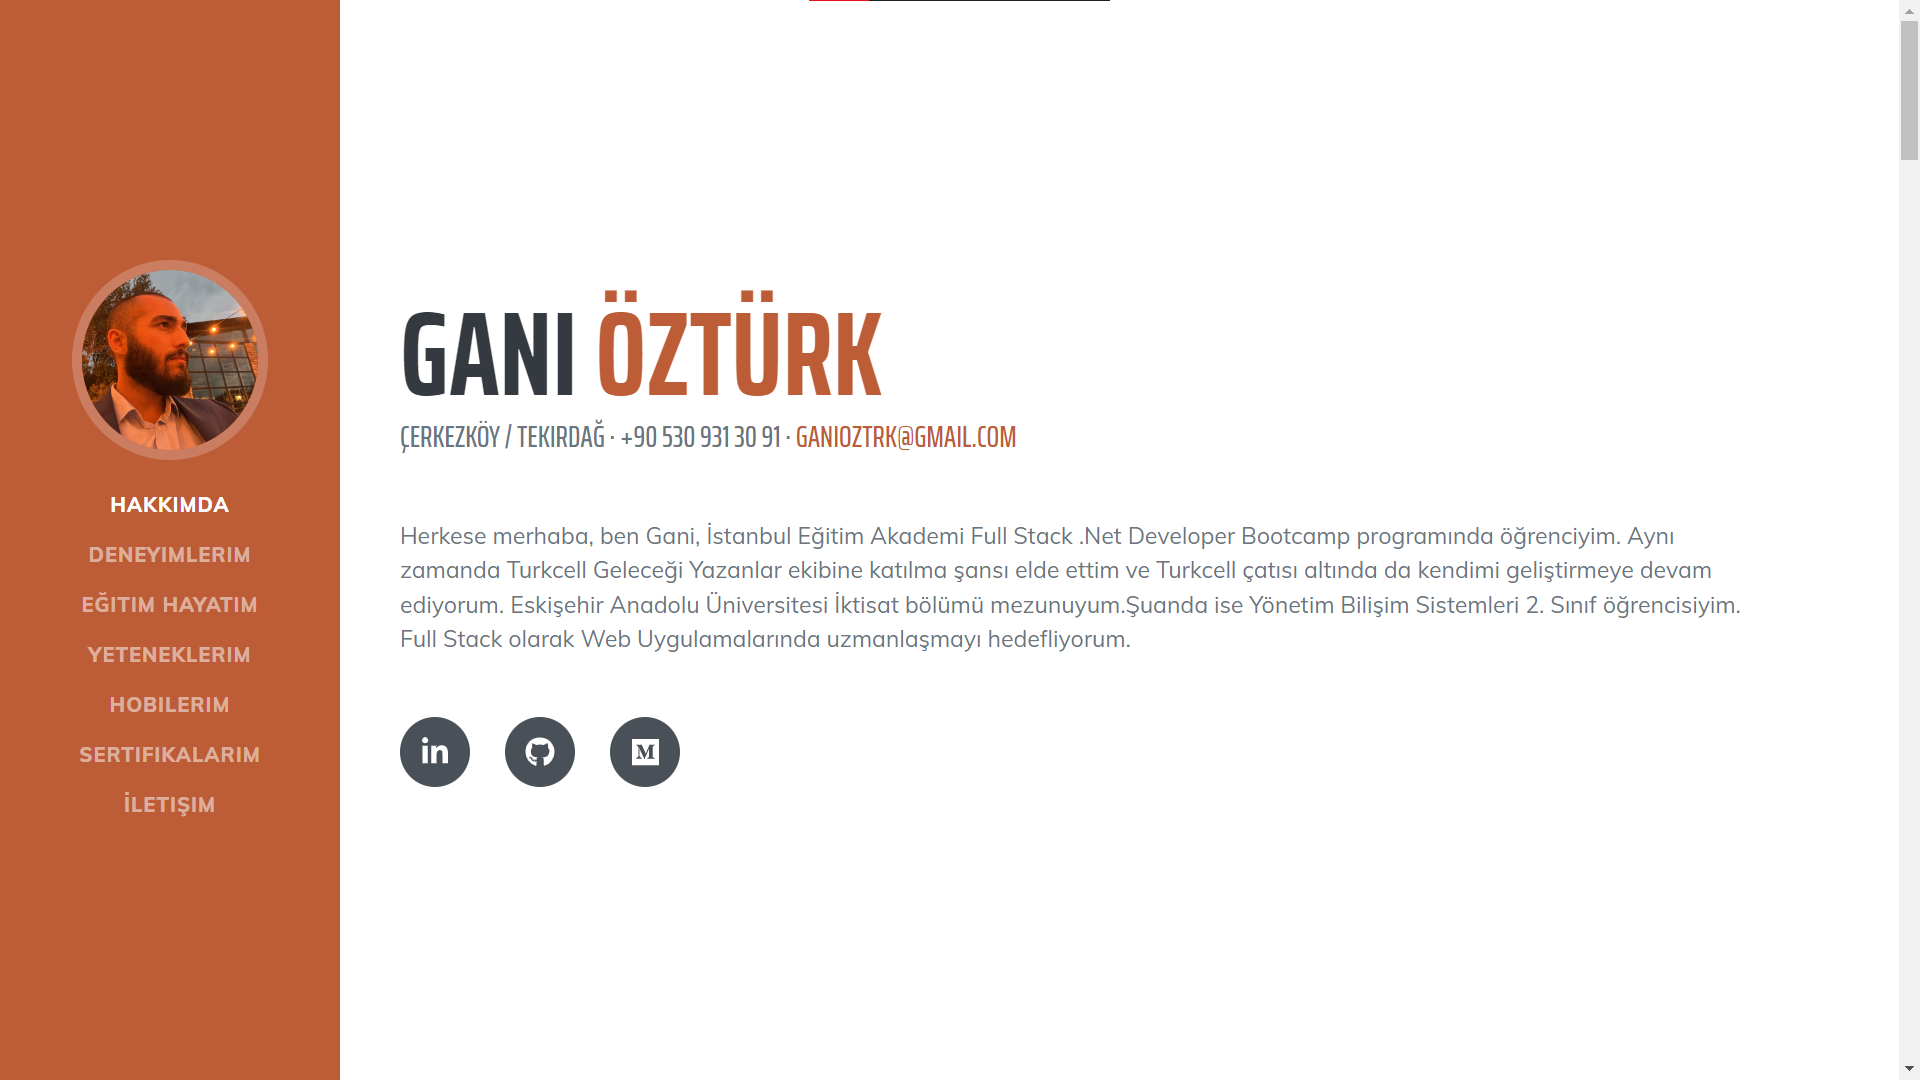 HAKKIMDA
DENEYIMLERIM
EĞITIM HAYATIM
YETENEKLERIM
HOBILERIM
SERTIFIKALARIM
İLETIŞIM
GANI ÖZTÜRK
ÇERKEZKÖY / TEKIRDAĞ · +90 530 931 30 91 · GANIOZTRK@GMAIL.COM
Herkese merhaba, ben Gani, İstanbul Eğitim Akademi Full Stack .Net Developer Bootcamp programında öğrenciyim. Aynı
zamanda Turkcell Geleceği Yazanlar ekibine katılma şansı elde ettim ve Turkcell çatısı altında da kendimi geliştirmeye devam
ediyorum. Eskişehir Anadolu Üniversitesi İktisat bölümü mezunuyum.Şuanda ise Yönetim Bilişim Sistemleri 2. Sınıf öğrencisiyim.
Full Stack olarak Web Uygulamalarında uzmanlaşmayı hedefliyorum.
in
M